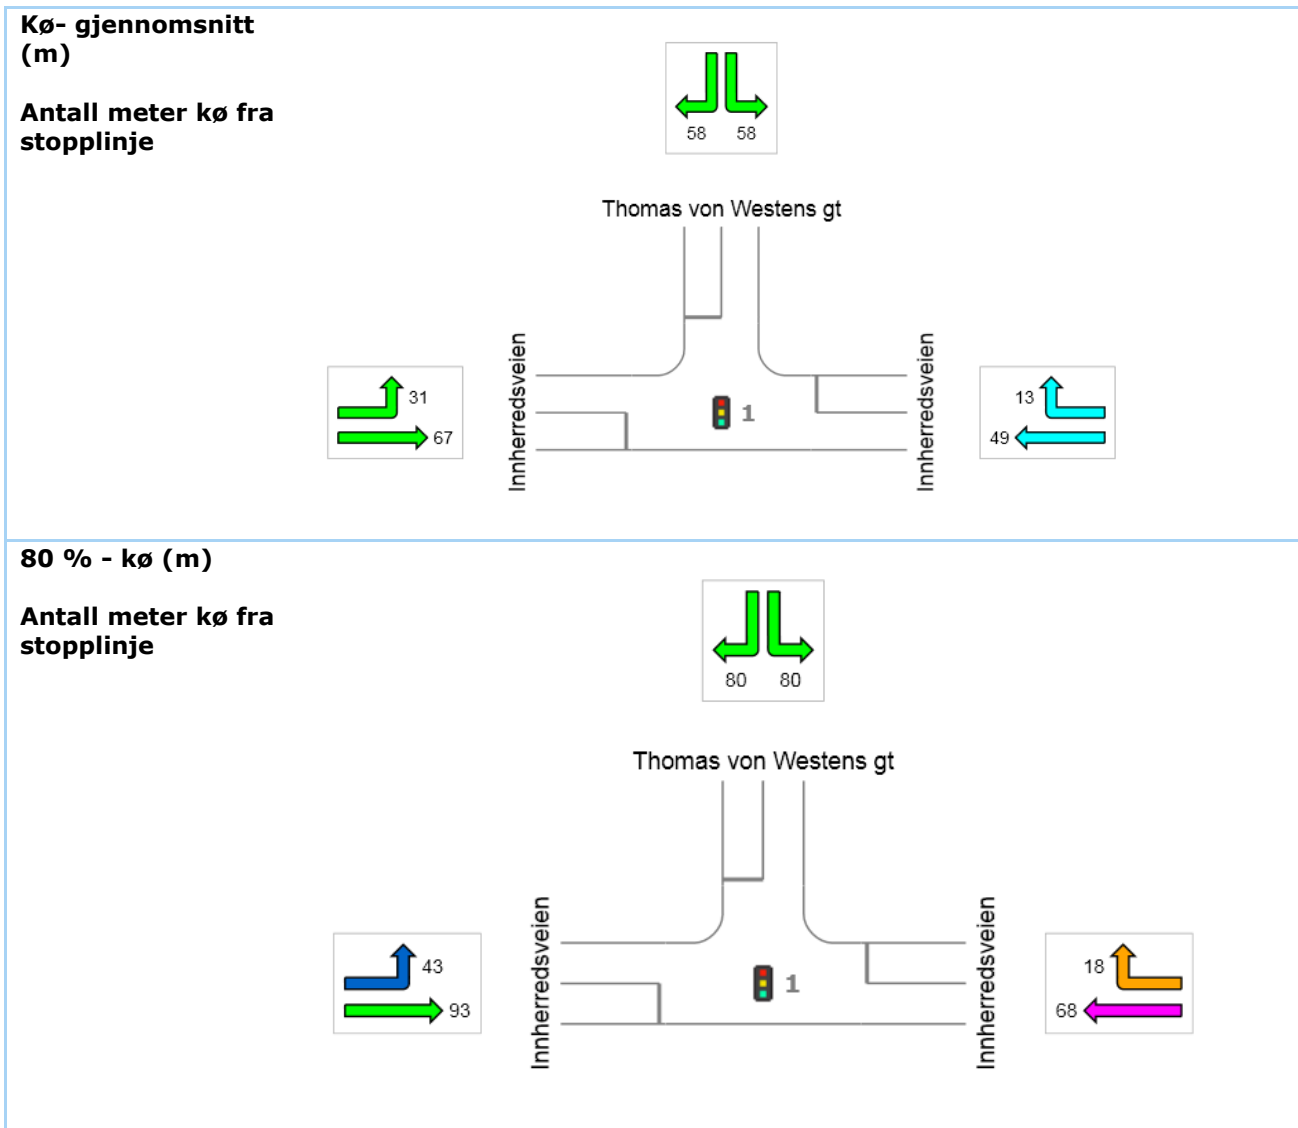 Kø- gjennomsnitt
(m)
Antall meter kø fra
stopplinje
58 58
Thomas von Westens gt
Innherredsveien
31
67
1
Innherredsveien
13
49
80 % - kø (m)
Antall meter kø fra
stopplinje
80 80
Thomas von Westens gt
Innherredsveien
43
93
1
Innherredsveien
18
68